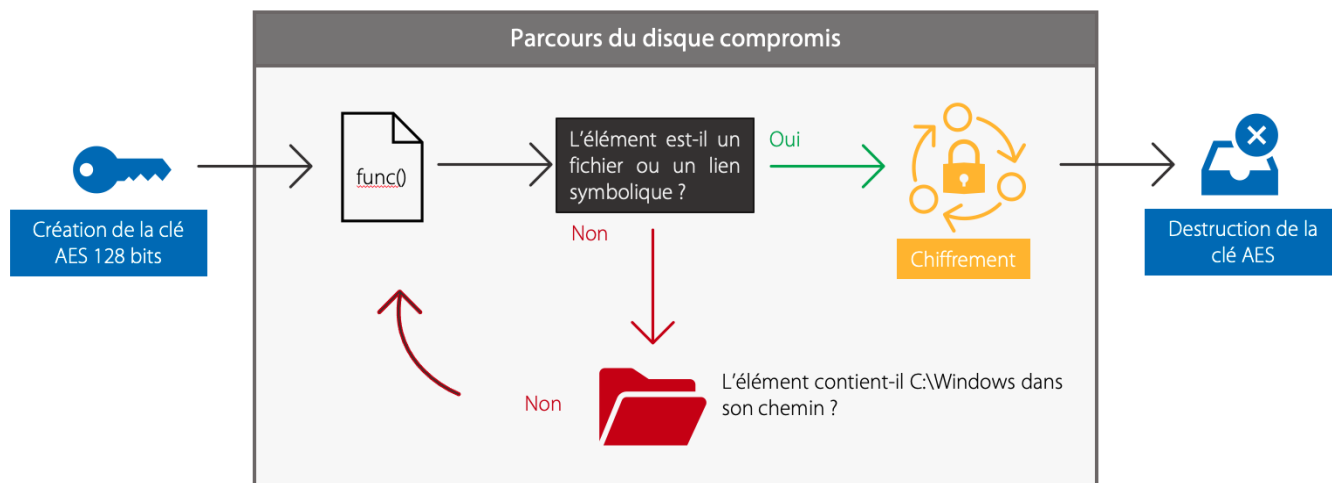 Parcours du disque compromis
Création de la clé
AES 128 bits
func()
L'élément est-il un
fichier ou un lien
symbolique ?
Oui
Non
Chiffrement
Destruction de la
clé AES
Non
L'élément contient-il C:\Windows dans
son chemin ?